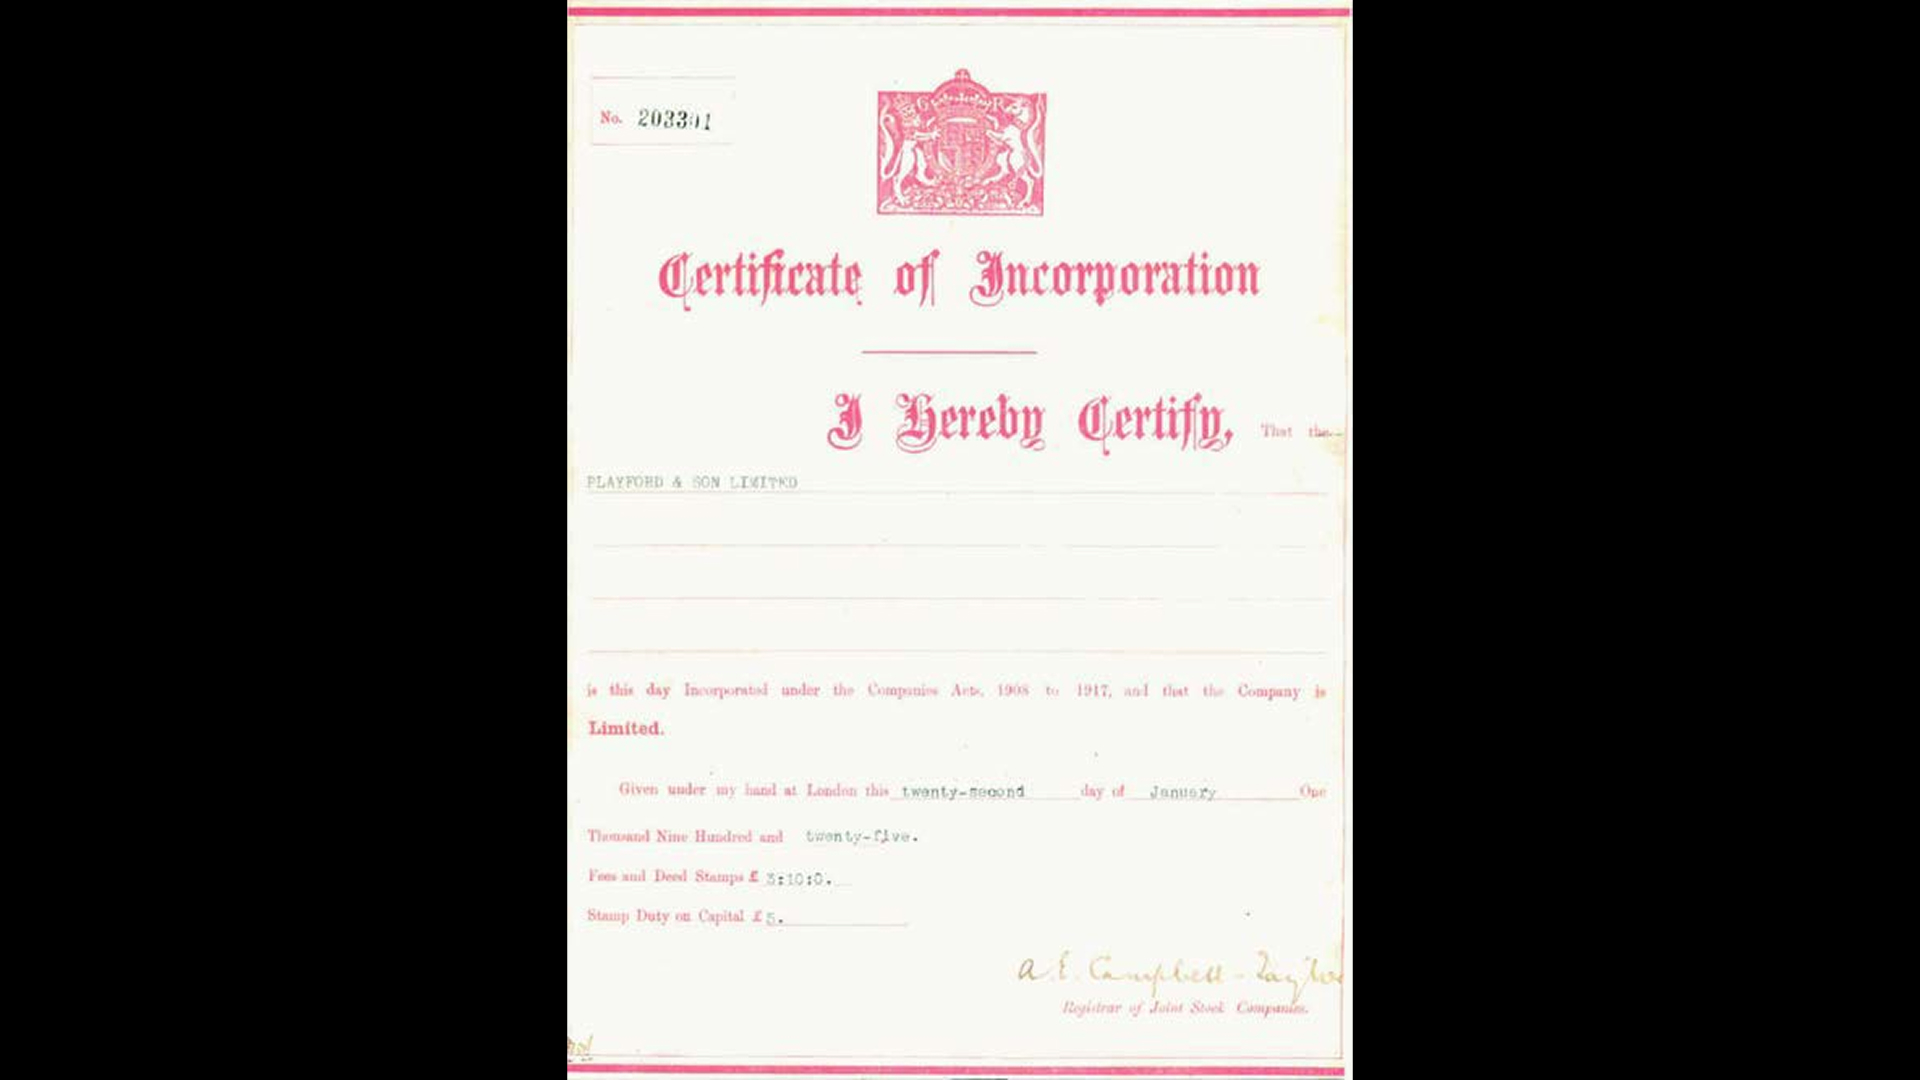 No. 203301
G R
Certificate of Incorporation
I Hereby Certify, That the
PLAYFORD & SON LIMITED
is this day Incorporated under the Companies Acts, 1908 to 1917, and that the Company is
Limited.
Given under my hand at London this twenty-second day of January One
Thousand Nine Hundred and twenty-five.
Fees and Deed Stamps £ 3:10:0.
Stamp Duty on Capital £ 5.
A. E. Campbell-Taylor
Registrar of Joint Stock Companies.